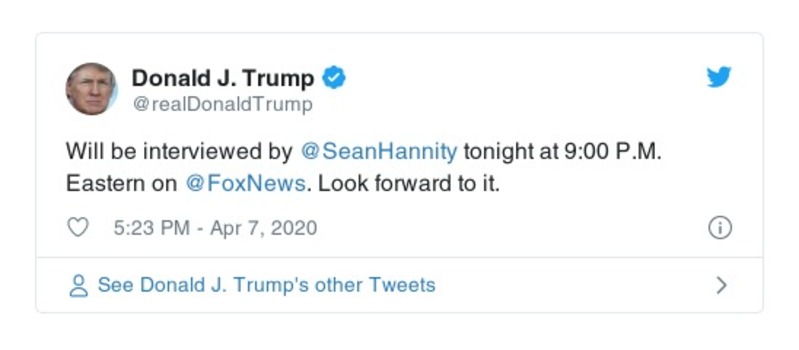 Donald J. Trump
@realDonaldTrump
Will be interviewed by @SeanHannity tonight at 9:00 P.M.
Eastern on @FoxNews. Look forward to it.
5:23 PM - Apr 7, 2020
See Donald J. Trump's other Tweets